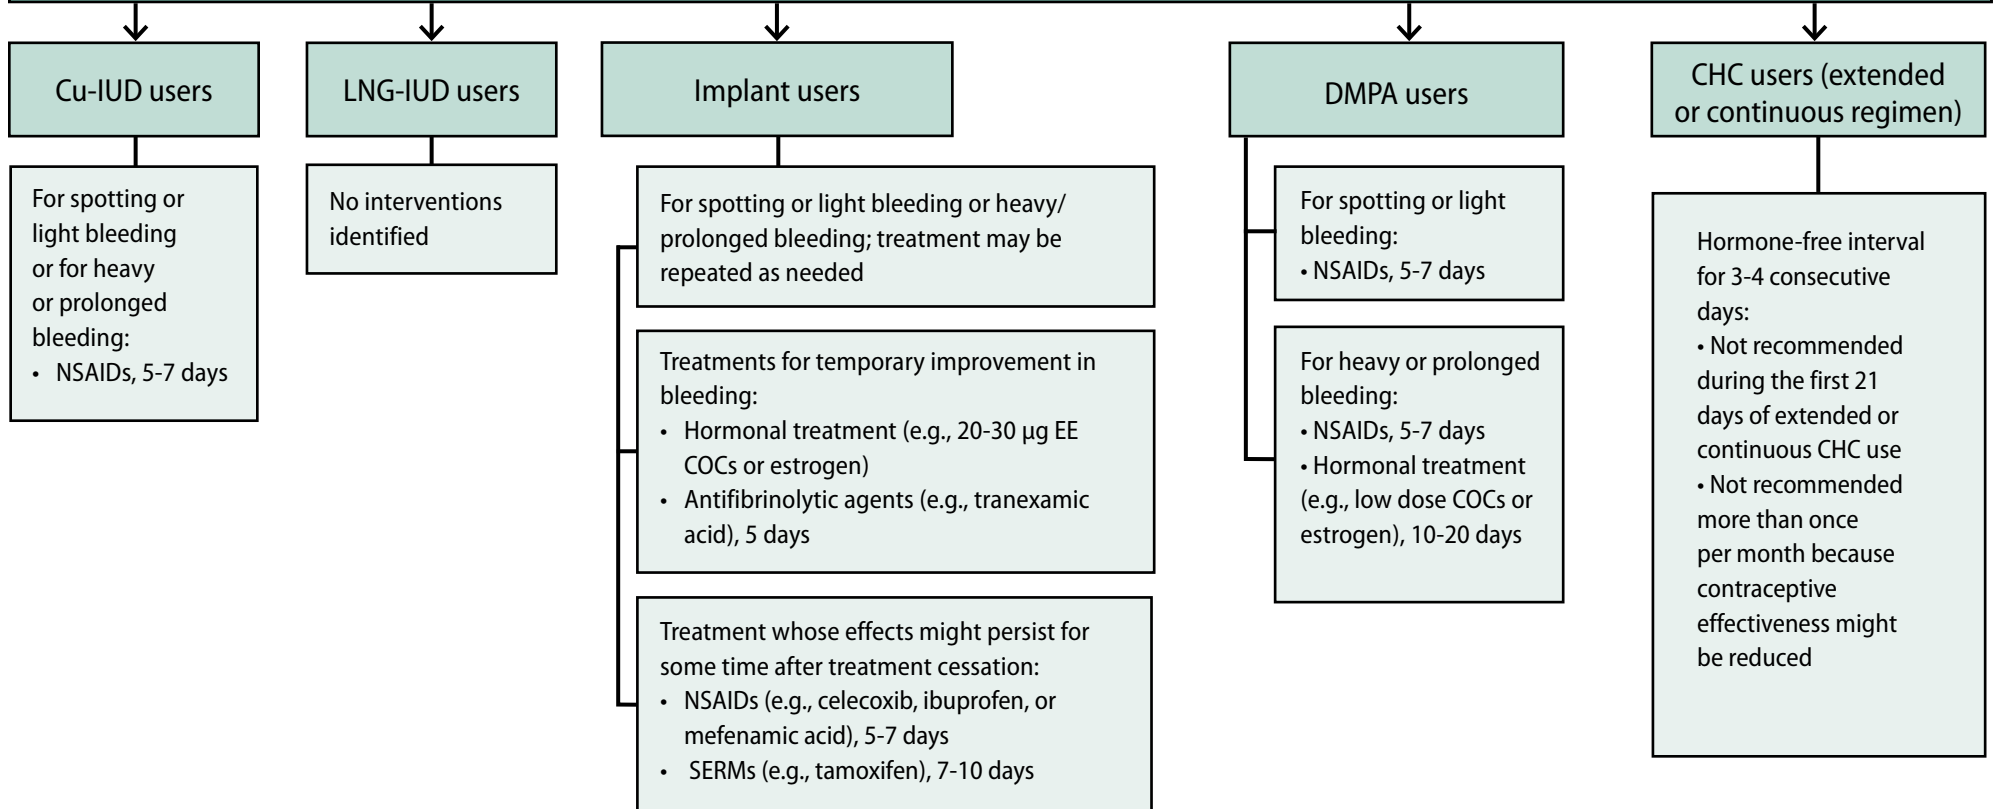 Cu-IUD users
For spotting or
light bleeding
or for heavy
or prolonged
bleeding:
• NSAIDs, 5-7 days
LNG-IUD users
No interventions
identified
Implant users
For spotting or light bleeding or heavy/
prolonged bleeding; treatment may be
repeated as needed
Treatments for temporary improvement in
bleeding:
• Hormonal treatment (e.g., 20-30 µg EE
COCs or estrogen)
• Antifibrinolytic agents (e.g., tranexamic
acid), 5 days
Treatment whose effects might persist for
some time after treatment cessation:
• NSAIDs (e.g., celecoxib, ibuprofen, or
mefenamic acid), 5-7 days
• SERMs (e.g., tamoxifen), 7-10 days
DMPA users
For spotting or light
bleeding:
• NSAIDs, 5-7 days
For heavy or prolonged
bleeding:
• NSAIDs, 5-7 days
• Hormonal treatment
(e.g., low dose COCs or
estrogen), 10-20 days
CHC users (extended
or continuous regimen)
Hormone-free interval
for 3-4 consecutive
days:
• Not recommended
during the first 21
days of extended or
continuous CHC use
• Not recommended
more than once
per month because
contraceptive
effectiveness might
be reduced